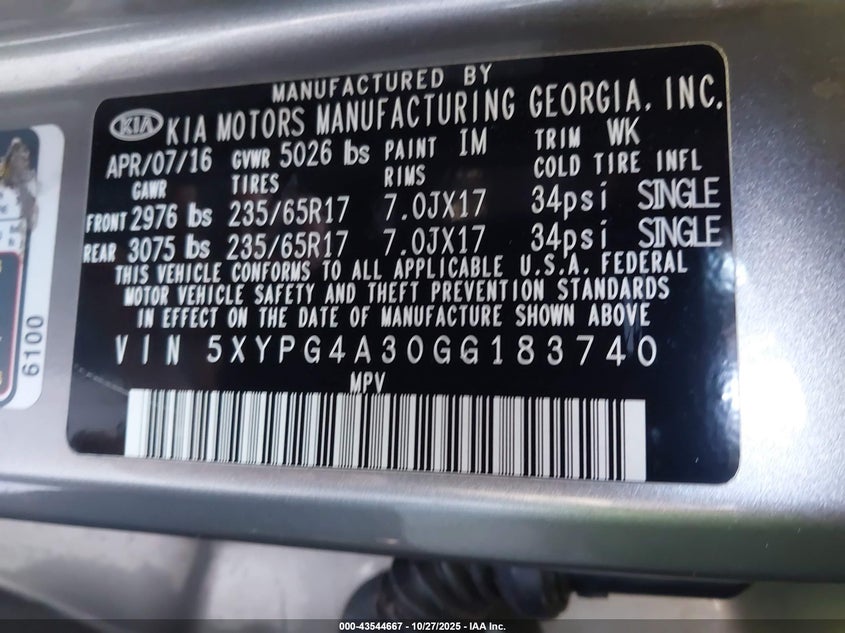 MANUFACTURED BY
KIA KIA MOTORS MANUFACTURING GEORGIA, INC.
APR/07/16 GVWR 5026 lbs PAINT IM TRIM WK
GAWR TIRES RIMS COLD TIRE INFL
FRONT 2976 lbs 235/65R17 7.0JX17 34psi SINGLE
REAR 3075 lbs 235/65R17 7.0JX17 34psi SINGLE
THIS VEHICLE CONFORMS TO ALL APPLICABLE U.S.A. FEDERAL
MOTOR VEHICLE SAFETY AND THEFT PREVENTION STANDARDS
IN EFFECT ON THE DATE OF MANUFACTURE SHOWN ABOVE
VIN 5XYPG4A30GG183740
MPV
6100
000-43544667 - 10/27/2025 - IAA Inc.